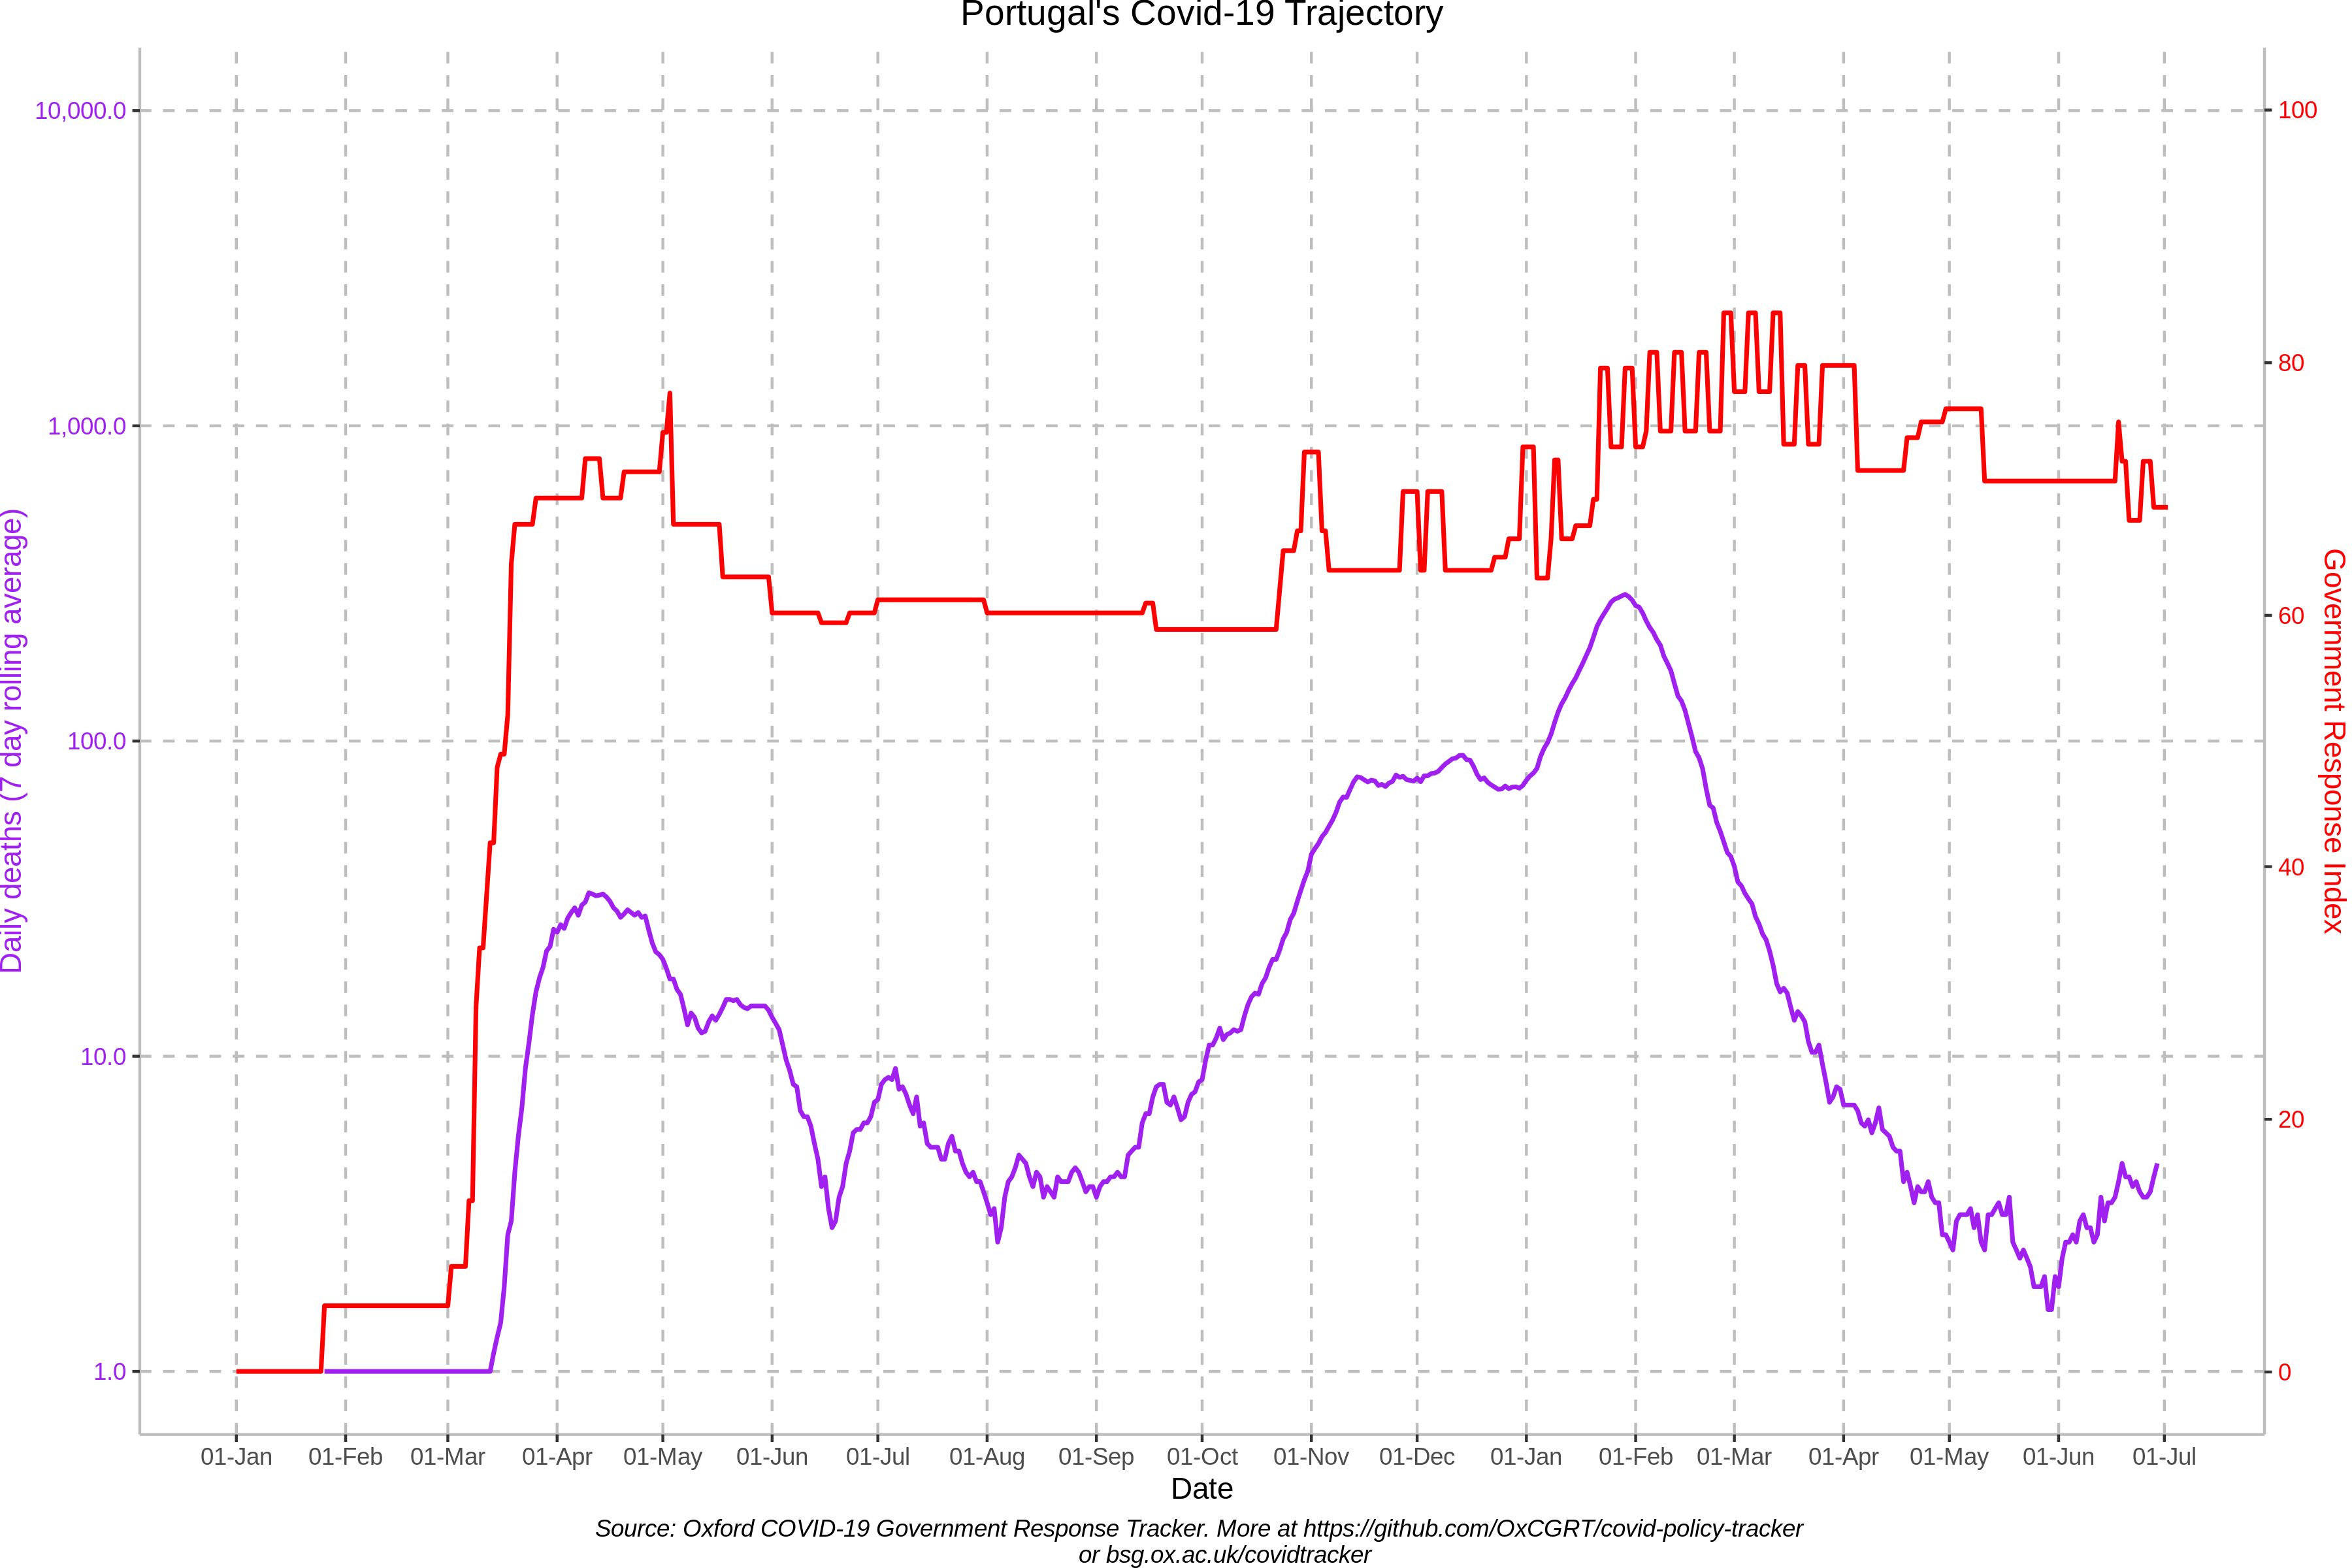 Portugal's Covid-19 Trajectory
10,000.0
1,000.0
100.0
10.0
1.0
Daily deaths (7 day rolling average)
100
80
60
40
20
0
Government Response Index
01-Jan 01-Feb 01-Mar 01-Apr 01-May 01-Jun 01-Jul 01-Aug 01-Sep 01-Oct 01-Nov 01-Dec 01-Jan 01-Feb 01-Mar 01-Apr 01-May 01-Jun 01-Jul
Date
Source: Oxford COVID-19 Government Response Tracker. More at https://github.com/OxCGRT/covid-policy-tracker
or bsg.ox.ac.uk/covidtracker